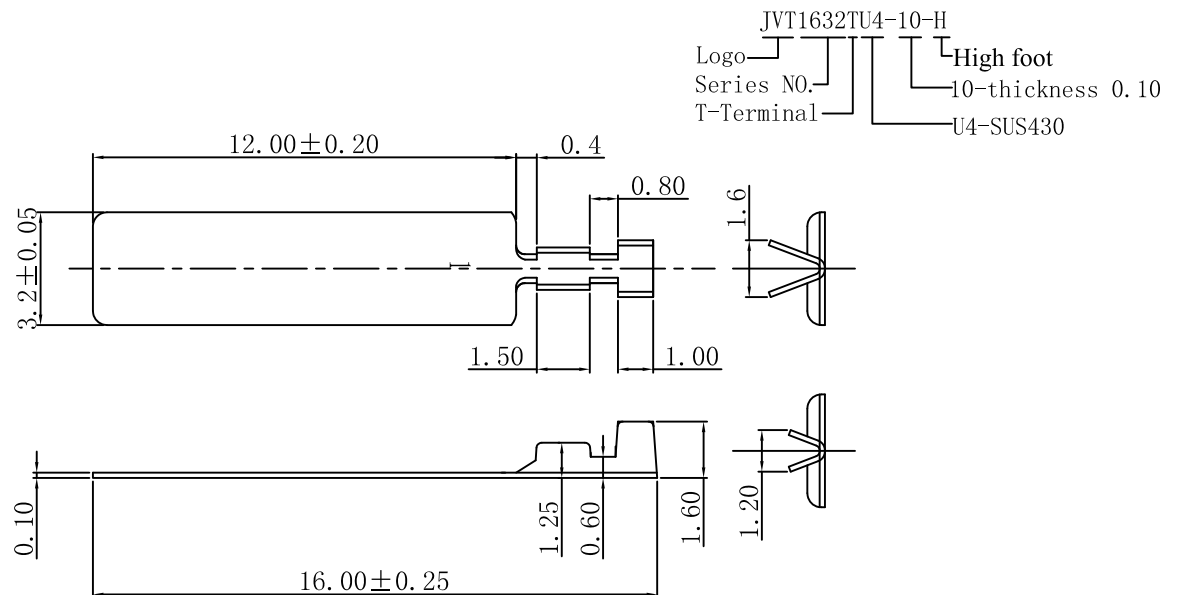 JVT1632TU4-10-H
Logo
High foot
Series NO.
10-thickness 0.10
T-Terminal
U4-SUS430
12.00±0.20
0.4
0.80
1.6
3.2±0.05
1.50
1.00
0.10
1.25
0.60
1.60
1.20
16.00±0.25